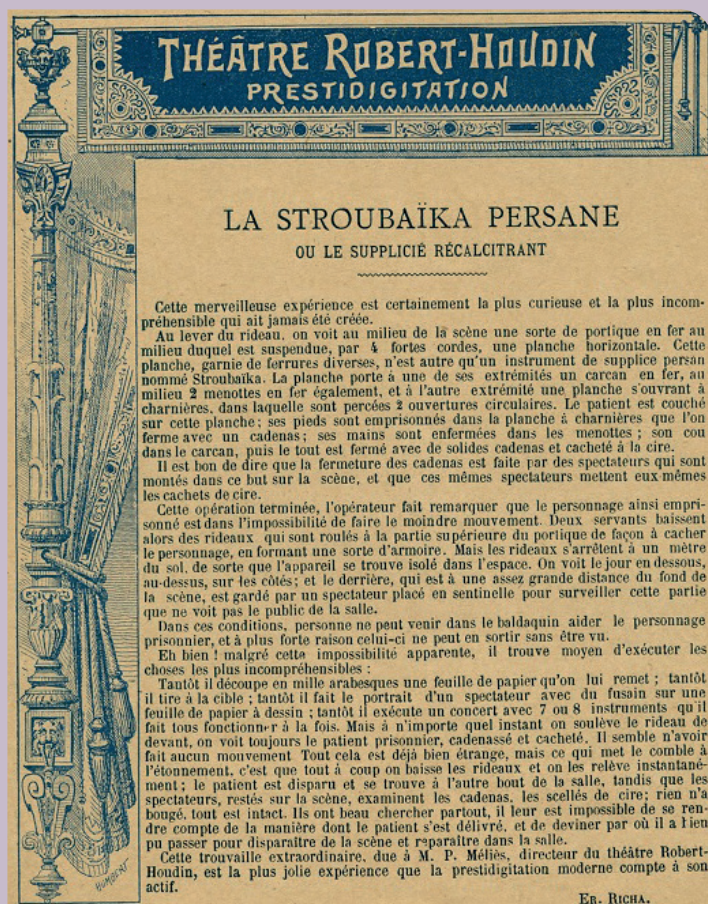 THÉÂTRE ROBERT-HOUDIN
PRESTIDIGITATION
LA STROUBAÏKA PERSANE
OU LE SUPPLICIÉ RÉCALCITRANT
Cette merveilleuse expérience est certainement la plus curieuse et la plus incom-
préhensible qui ait jamais été créée.
Au lever du rideau, on voit au milieu de la scène une sorte de portique en fer au
milieu duquel est suspendue, par 4 fortes cordes, une planche horizontale. Cette
planche, garnie de ferrures diverses, n'est autre qu'un instrument de supplice persan
nommé Stroubaïka. La planche porte à une de ses extrémités un carcan en fer, au
milieu 2 menottes en fer également, et à l'autre extrémité une planche s'ouvrant à
charnières, dans laquelle sont percées 2 ouvertures circulaires. Le patient est couché
sur cette planche ; ses pieds sont emprisonnés dans la planche à charnières que l'on
ferme avec un cadenas ; ses mains sont enfermées dans les menottes ; son cou
dans le carcan, puis le tout est fermé avec de solides cadenas et cacheté à la cire.
Il est bon de dire que la fermeture des cadenas est faite par des spectateurs qui sont
montés dans ce but sur la scène, et que ces mêmes spectateurs mettent eux-mêmes
les cachets de cire.
Cette opération terminée, l'opérateur fait remarquer que le personnage ainsi empri-
sonné est dans l'impossibilité de faire le moindre mouvement. Deux servants baissent
alors des rideaux qui sont roulés à la partie supérieure du portique de façon à cacher
le personnage, en formant une sorte d'armoire. Mais les rideaux s'arrêtent à un mètre
du sol, de sorte que l'appareil se trouve isolé dans l'espace. On voit le jour en dessous,
au-dessus, sur les côtés ; et le derrière, qui est à une assez grande distance du fond de
la scène, est gardé par un spectateur placé en sentinelle pour surveiller cette partie
que ne voit pas le public de la salle.
Dans ces conditions, personne ne peut venir dans le baldaquin aider le personnage
prisonnier, et à plus forte raison celui-ci ne peut en sortir sans être vu.
Eh bien ! malgré cette impossibilité apparente, il trouve moyen d'exécuter les
choses les plus incompréhensibles :
Tantôt il découpe en mille arabesques une feuille de papier qu'on lui remet ; tantôt
il tire à la cible ; tantôt il fait le portrait d'un spectateur avec du fusain sur une
feuille de papier à dessin ; tantôt il exécute un concert avec 7 ou 8 instruments qu'il
fait tous fonctionner à la fois. Mais à n'importe quel instant on soulève le rideau de
devant, on voit toujours le patient prisonnier, cadenassé et cacheté. Il semble n'avoir
fait aucun mouvement Tout cela est déjà bien étrange, mais ce qui met le comble à
l'étonnement, c'est que tout à coup on baisse les rideaux et on les relève instantané-
ment ; le patient est disparu et se trouve à l'autre bout de la salle, tandis que les
spectateurs, restés sur la scène, examinent les cadenas, les scellés de cire ; rien n'a
bougé, tout est intact. Ils ont beau chercher partout, il leur est impossible de se ren-
dre compte de la manière dont le patient s'est délivré, et de deviner par où il a bien
pu passer pour disparaître de la scène et reparaître dans la salle.
Cette trouvaille extraordinaire, due à M. P. Méliès, directeur du théâtre Robert-
Houdin, est la plus jolie expérience que la prestidigitation moderne compte à son
actif.
ER. RICHA.
HUMBERT